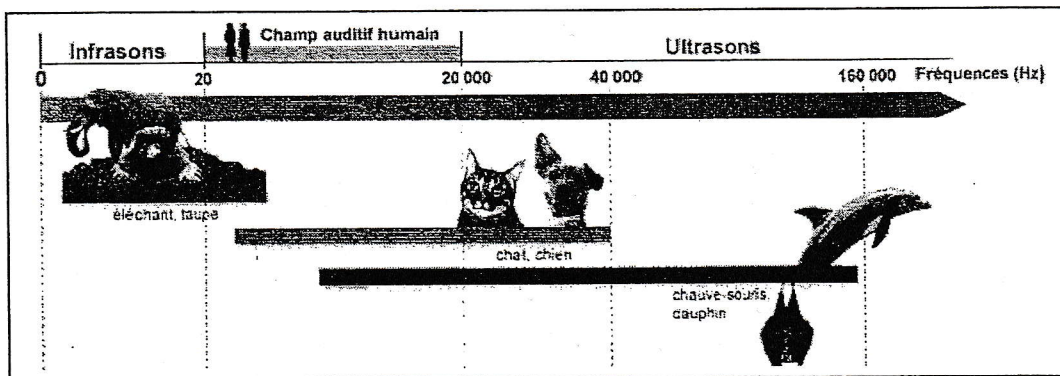 Infrasons
Champ auditif humain
Ultrasons
0
20
20 000
40 000
160 000
Fréquences (Hz)
éléchant, taupe
chat, chien
chauve-souris,
dauphin